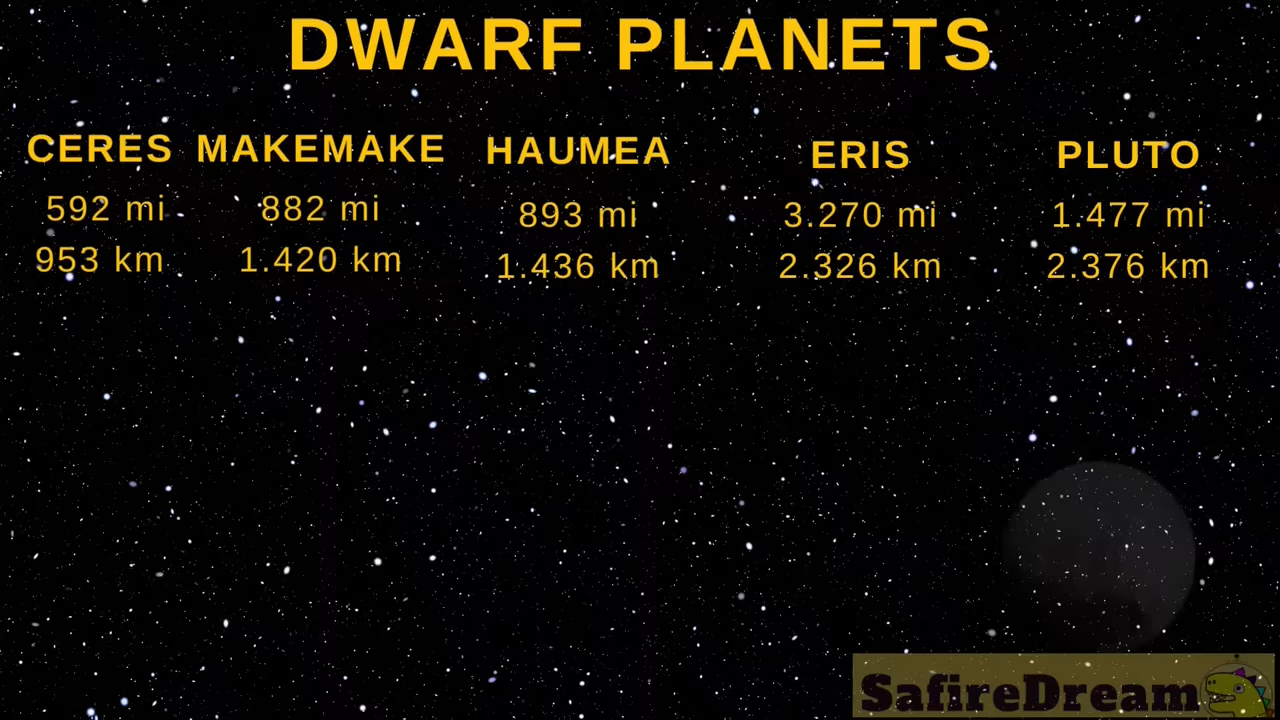 DWARF PLANETS
CERES MAKEMAKE HAUMEA ERIS PLUTO
592 mi 882 mi 893 mi 3.270 mi 1.477 mi
953 km 1.420 km 1.436 km 2.326 km 2.376 km
SafireDream